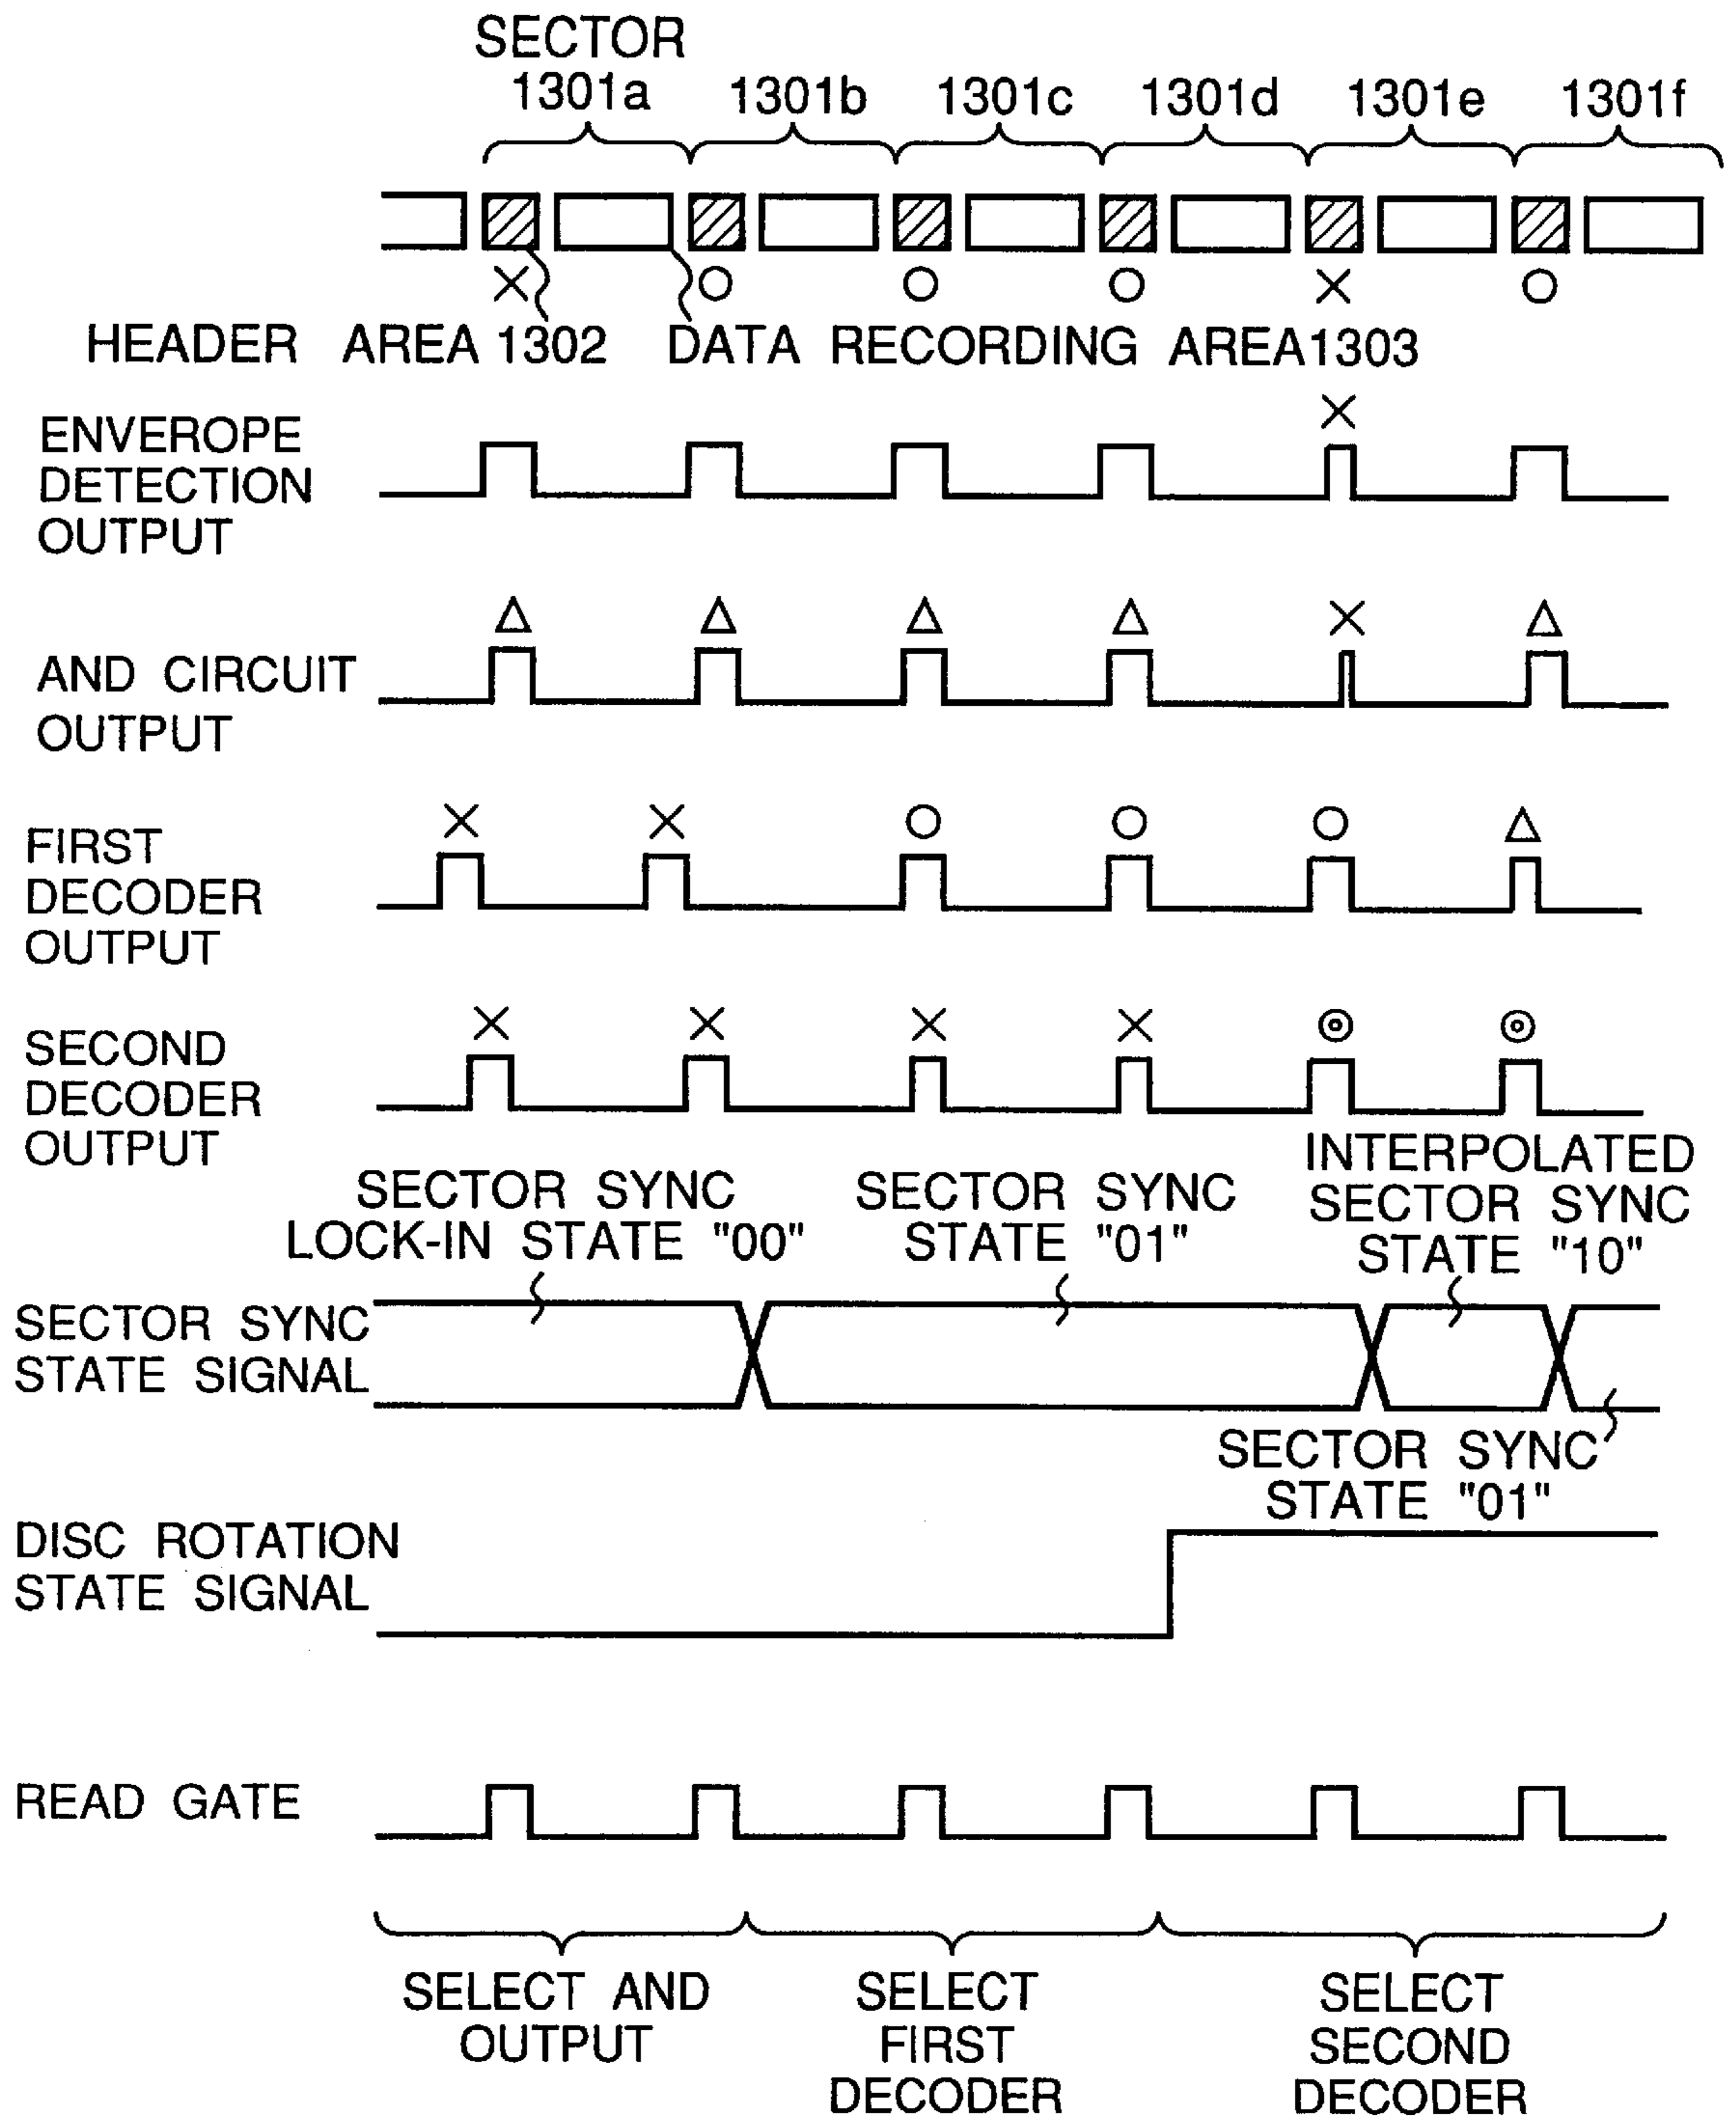 SECTOR
1301a 1301b 1301c 1301d 1301e 1301f
× ○ ○ ○ × ○
HEADER AREA 1302 DATA RECORDING AREA1303
×
ENVEROPE
DETECTION
OUTPUT
△ △ △ △ × △
AND CIRCUIT
OUTPUT
× × ○ ○ ○ △
FIRST
DECODER
OUTPUT
× × × × ◎ ◎
SECOND
DECODER
OUTPUT
SECTOR SYNC
LOCK-IN STATE "00"
SECTOR SYNC
STATE "01"
INTERPOLATED
SECTOR SYNC
STATE "10"
SECTOR SYNC
STATE SIGNAL
SECTOR SYNC
STATE "01"
DISC ROTATION
STATE SIGNAL
READ GATE
SELECT AND
OUTPUT
SELECT
FIRST
DECODER
SELECT
SECOND
DECODER